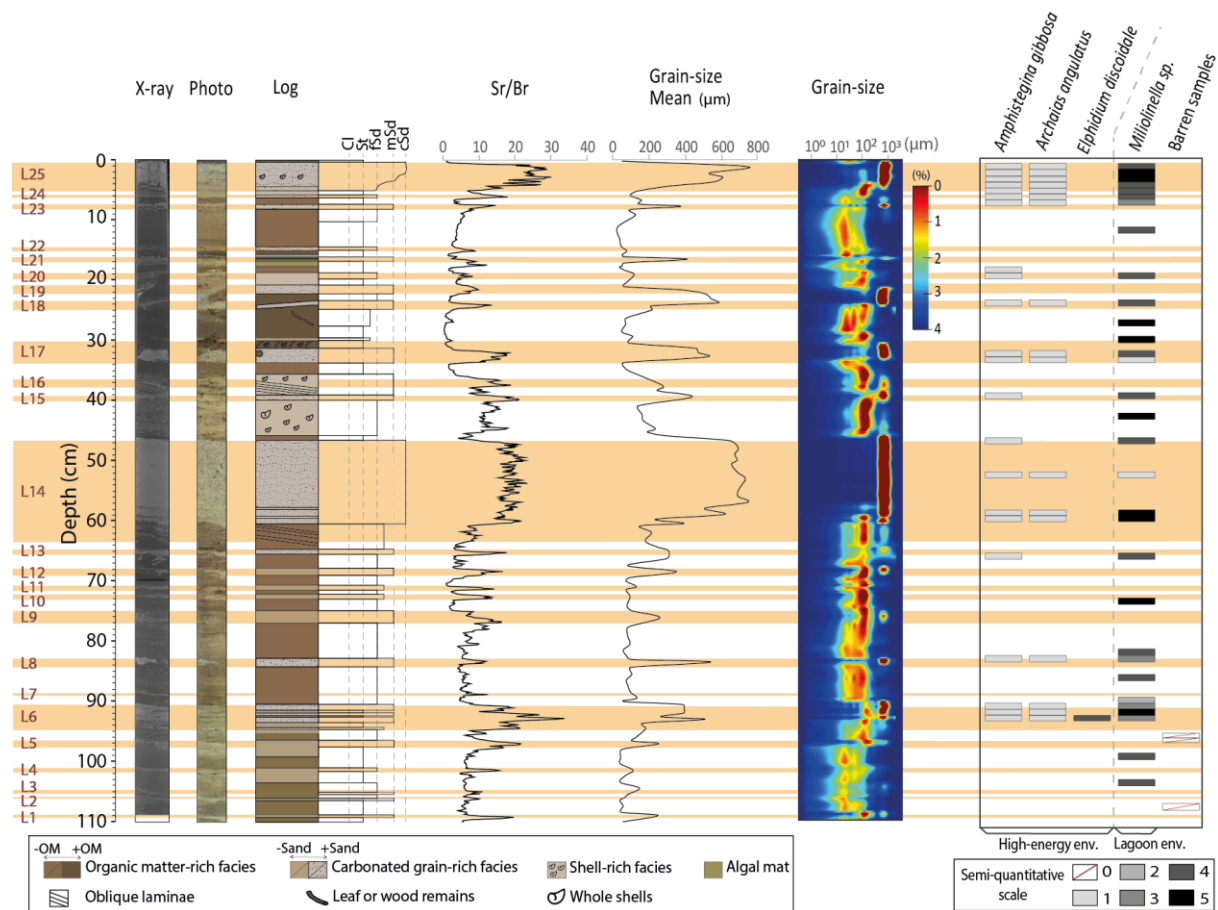 X-ray Photo Log Sr/Br Grain-size Mean (µm) Grain-size
Amphistegina gibbosa
Archaias angulatus
Elphidium discoidale
Miliolinella sp.
Barren samples
Cl St fSd mSd cSd
0 10 20 30 40
0 200 400 600 800
10⁰ 10¹ 10² 10³ (µm)
(%)
0
1
2
3
4
Depth (cm)
0
10
20
30
40
50
60
70
80
90
100
110
L25
L24
L23
L22
L21
L20
L19
L18
L17
L16
L15
L14
L13
L12
L11
L10
L9
L8
L7
L6
L5
L4
L3
L2
L1
High-energy env. Lagoon env.
-OM +OM
Organic matter-rich facies
-Sand +Sand
Carbonated grain-rich facies
Shell-rich facies
Algal mat
Oblique laminae
Leaf or wood remains
Whole shells
Semi-quantitative scale
0 2 4
1 3 5